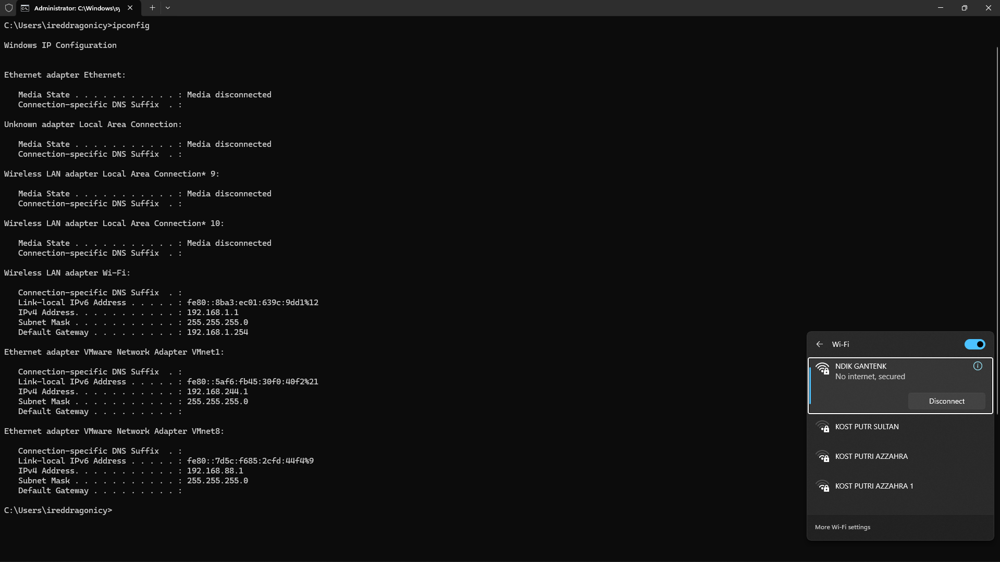 Administrator: C:\Windows\sy
C:\Users\ireddragonicy>ipconfig
Windows IP Configuration
Ethernet adapter Ethernet:
Media State . . . . . . . . . . . : Media disconnected
Connection-specific DNS Suffix  . :
Unknown adapter Local Area Connection:
Media State . . . . . . . . . . . : Media disconnected
Connection-specific DNS Suffix  . :
Wireless LAN adapter Local Area Connection* 9:
Media State . . . . . . . . . . . : Media disconnected
Connection-specific DNS Suffix  . :
Wireless LAN adapter Local Area Connection* 10:
Media State . . . . . . . . . . . : Media disconnected
Connection-specific DNS Suffix  . :
Wireless LAN adapter Wi-Fi:
Connection-specific DNS Suffix  . :
Link-local IPv6 Address . . . . . : fe80::8ba3:ec01:639c:9dd1%12
IPv4 Address. . . . . . . . . . . : 192.168.1.1
Subnet Mask . . . . . . . . . . . : 255.255.255.0
Default Gateway . . . . . . . . . : 192.168.1.254
Ethernet adapter VMware Network Adapter VMnet1:
Connection-specific DNS Suffix  . :
Link-local IPv6 Address . . . . . : fe80::5af6:fb45:30f0:40f2%21
IPv4 Address. . . . . . . . . . . : 192.168.244.1
Subnet Mask . . . . . . . . . . . : 255.255.255.0
Default Gateway . . . . . . . . . :
Ethernet adapter VMware Network Adapter VMnet8:
Connection-specific DNS Suffix  . :
Link-local IPv6 Address . . . . . : fe80::7d5c:f685:2cfd:44f4%9
IPv4 Address. . . . . . . . . . . : 192.168.88.1
Subnet Mask . . . . . . . . . . . : 255.255.255.0
Default Gateway . . . . . . . . . :
C:\Users\ireddragonicy>
Wi-Fi
NDIK GANTENK
No internet, secured
Disconnect
KOST PUTR SULTAN
KOST PUTRI AZZAHRA
KOST PUTRI AZZAHRA 1
More Wi-Fi settings